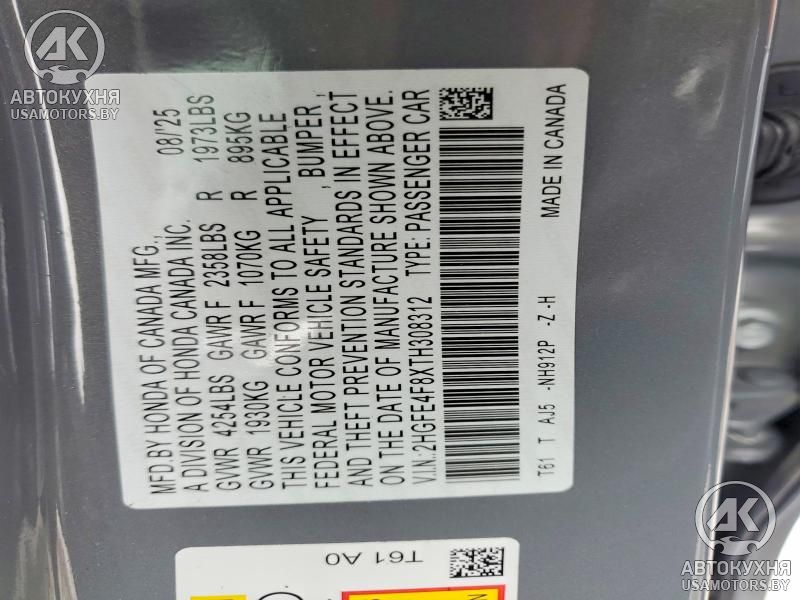 AK
АВТОКУХНЯ
USAMOTORS.BY
MFD.BY HONDA OF CANADA MFG., 08/'25
A DIVISION OF HONDA CANADA INC.
GVWR 4254LBS GAWR F 2358LBS R 1973LBS
GVWR 1930KG GAWR F 1070KG R 895KG
THIS VEHICLE CONFORMS TO ALL APPLICABLE
FEDERAL MOTOR VEHICLE SAFETY , BUMPER ,
AND THEFT PREVENTION STANDARDS IN EFFECT
ON THE DATE OF MANUFACTURE SHOWN ABOVE.
V.I.N.:2HGFE4F8XTH308312 TYPE: PASSENGER CAR
T61 T AJ5 -NH912P -Z -H MADE IN CANADA
T61 A0
AK
АВТОКУХНЯ
USAMOTORS.BY